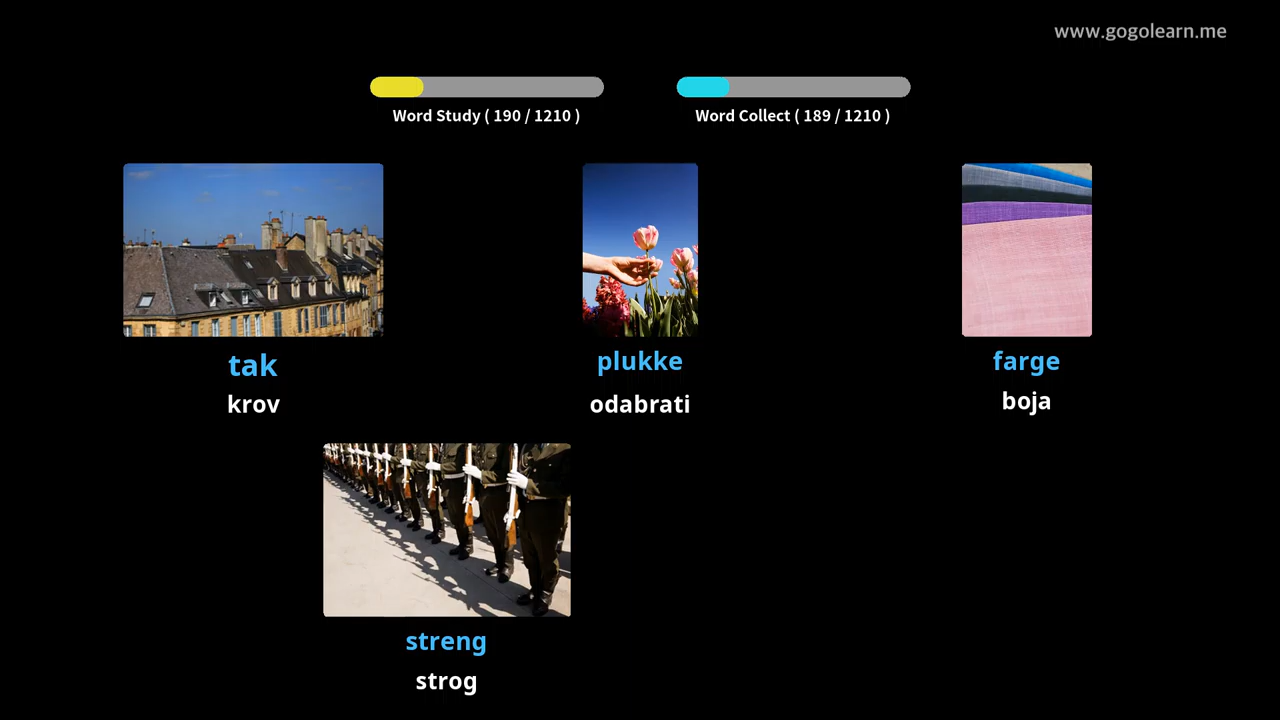 www.gogolearn.me
Word Study ( 190 / 1210 )
Word Collect ( 189 / 1210 )
tak
krov
plukke
odabrati
farge
boja
streng
strog